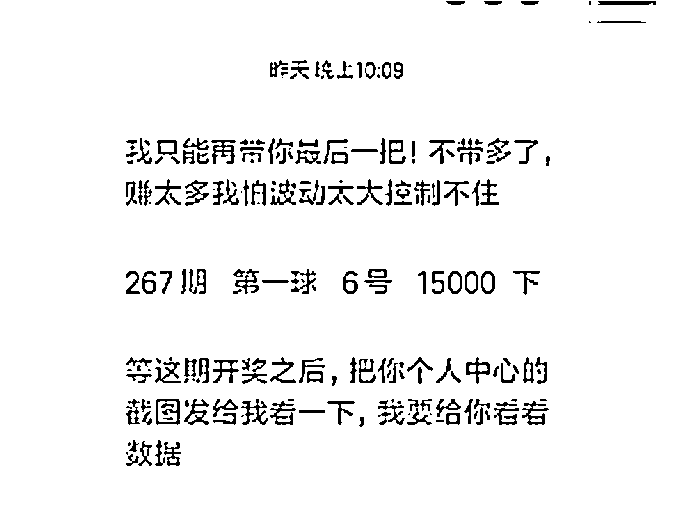 昨天 晚上10:09
我只能再带你最后一把！不带多了，
赚太多我怕波动太大控制不住
267期 第一球 6号 15000 下
等这期开奖之后，把你个人中心的
截图发给我看一下，我要给你看看
数据